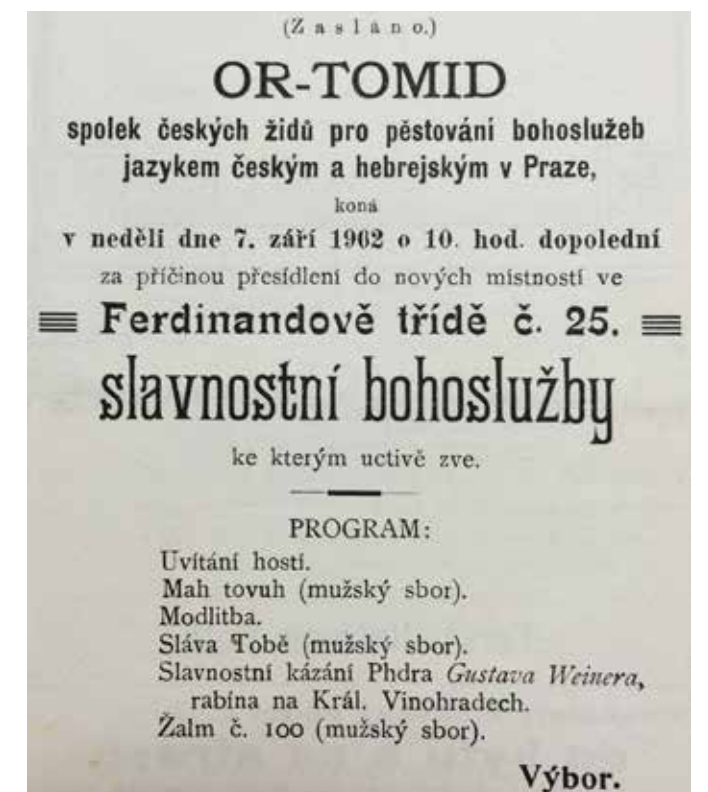 (Zasláno.)
OR-TOMID
spolek českých židů pro pěstování bohoslužeb
jazykem českým a hebrejským v Praze,
koná
v neděli dne 7. září 1902 o 10. hod. dopolední
za příčinou přesídlení do nových místností ve
Ferdinandově třídě č. 25.
slavnostní bohoslužby
ke kterým uctivě zve.
PROGRAM:
Uvítání hostí.
Mah tovuh (mužský sbor).
Modlitba.
Sláva Tobě (mužský sbor).
Slavnostní kázání Phdra Gustava Weinera,
rabína na Král. Vinohradech.
Žalm č. 100 (mužský sbor).
Výbor.